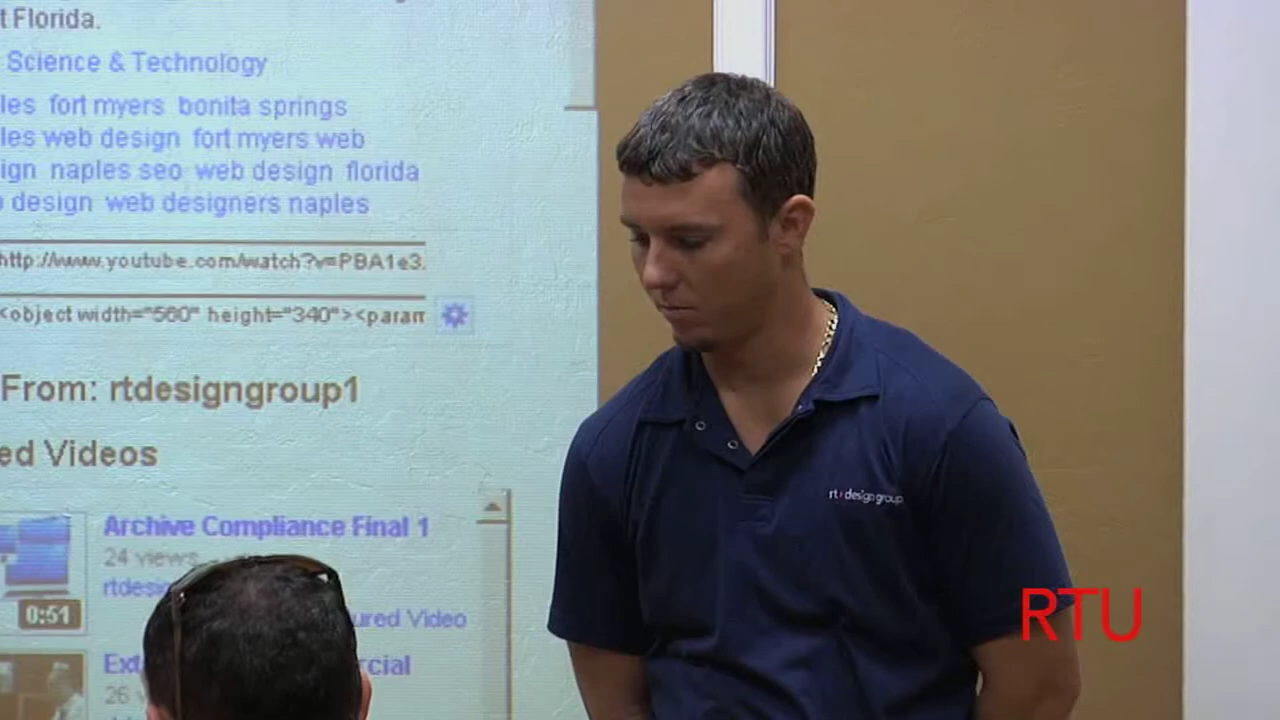 t Florida.
Science & Technology
les fort myers bonita springs
les web design fort myers web
ign naples seo web design florida
design web designers naples
http://www.youtube.com/watch?v=PBA1e3.
<object width="560" height="340"><param
From: rtdesigngroup1
ed Videos
Archive Compliance Final 1
24 views
rtdesig
0:51
ured Video
Ext rcial
26 v
rt design group
RTU